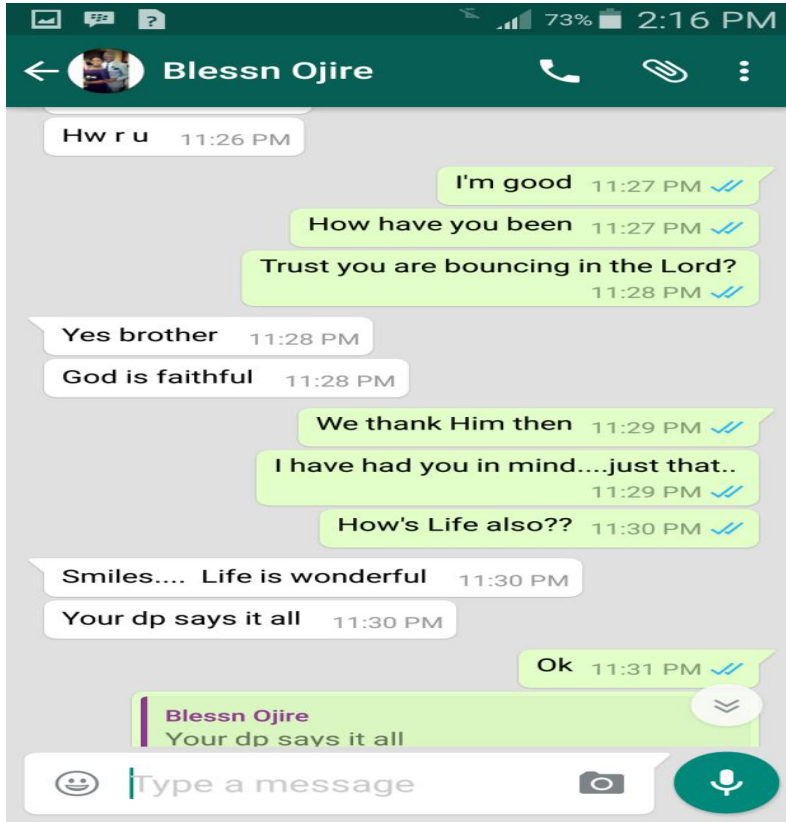 73% 2:16 PM
Blessn Ojire
Hw r u 11:26 PM
I'm good 11:27 PM
How have you been 11:27 PM
Trust you are bouncing in the Lord?
11:28 PM
Yes brother 11:28 PM
God is faithful 11:28 PM
We thank Him then 11:29 PM
I have had you in mind....just that..
11:29 PM
How's Life also?? 11:30 PM
Smiles.... Life is wonderful 11:30 PM
Your dp says it all 11:30 PM
Ok 11:31 PM
Blessn Ojire
Your dp says it all
Type a message